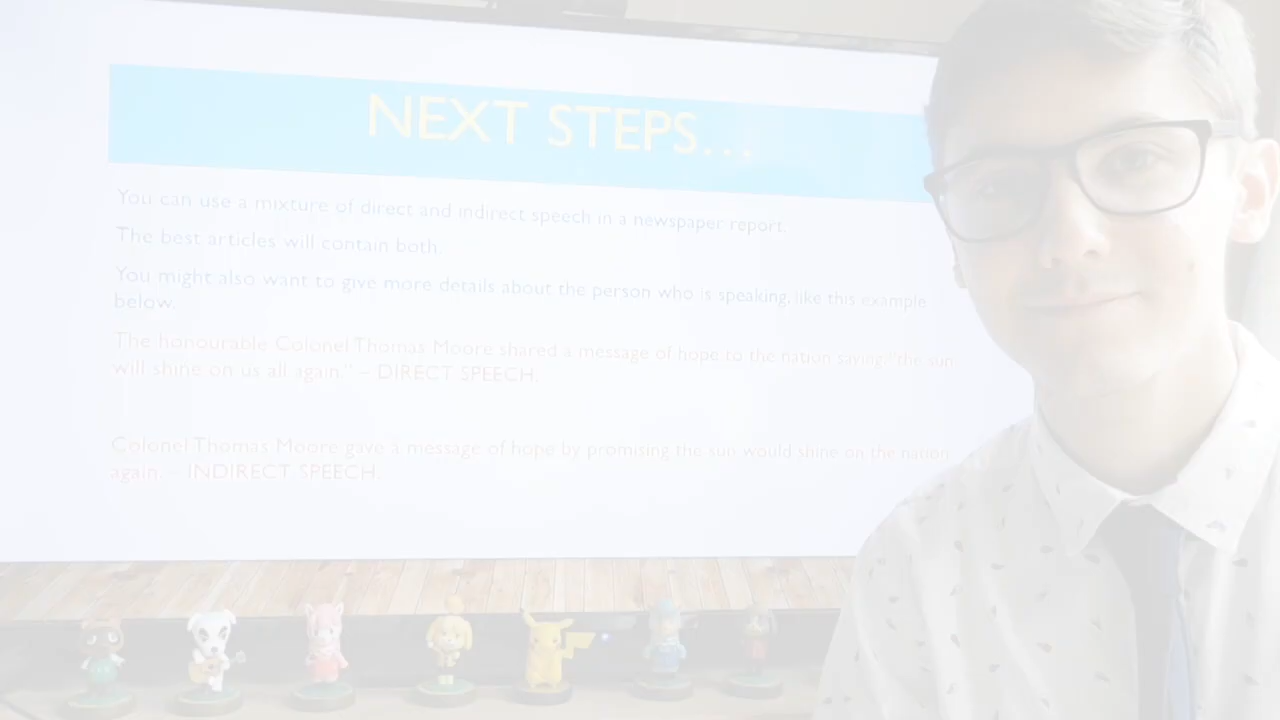 NEXT STEPS...
You can use a mixture of direct and indirect speech in a newspaper report.
The best articles will contain both.
You might also want to give more details about the person who is speaking, like this example
below.
The honourable Colonel Thomas Moore shared a message of hope to the nation saying "the sun
will shine on us all again." – DIRECT SPEECH.
Colonel Thomas Moore gave a message of hope by promising the sun would shine on the nation
again. – INDIRECT SPEECH.